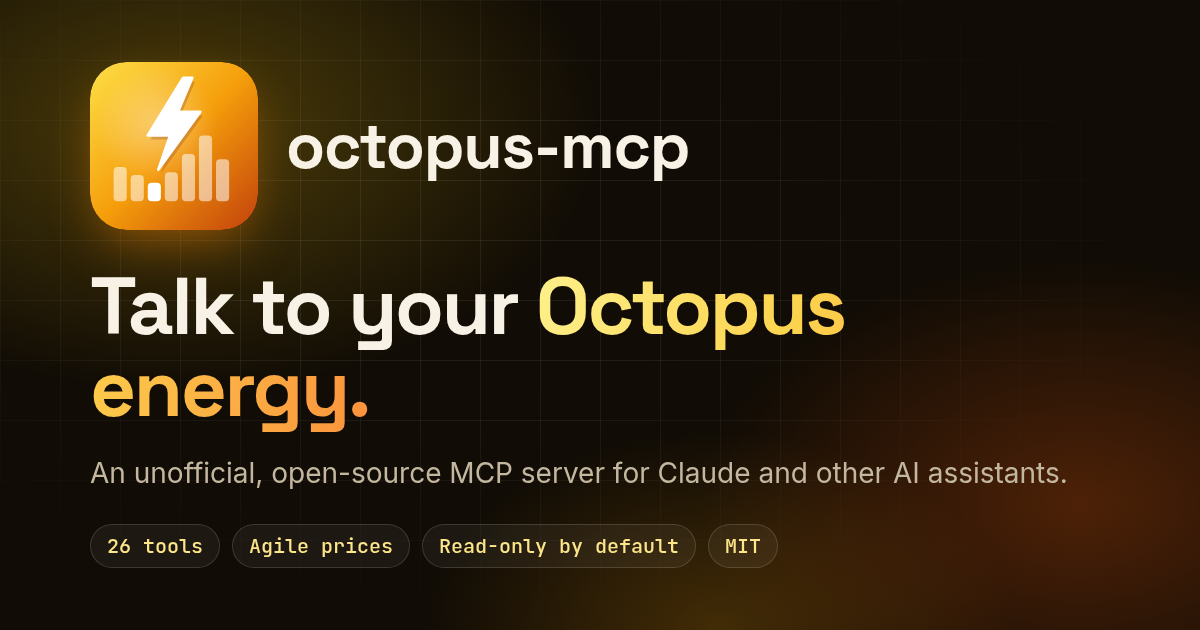 octopus-mcp
Talk to your Octopus
energy.
An unofficial, open-source MCP server for Claude and other AI assistants.
26 tools
Agile prices
Read-only by default
MIT